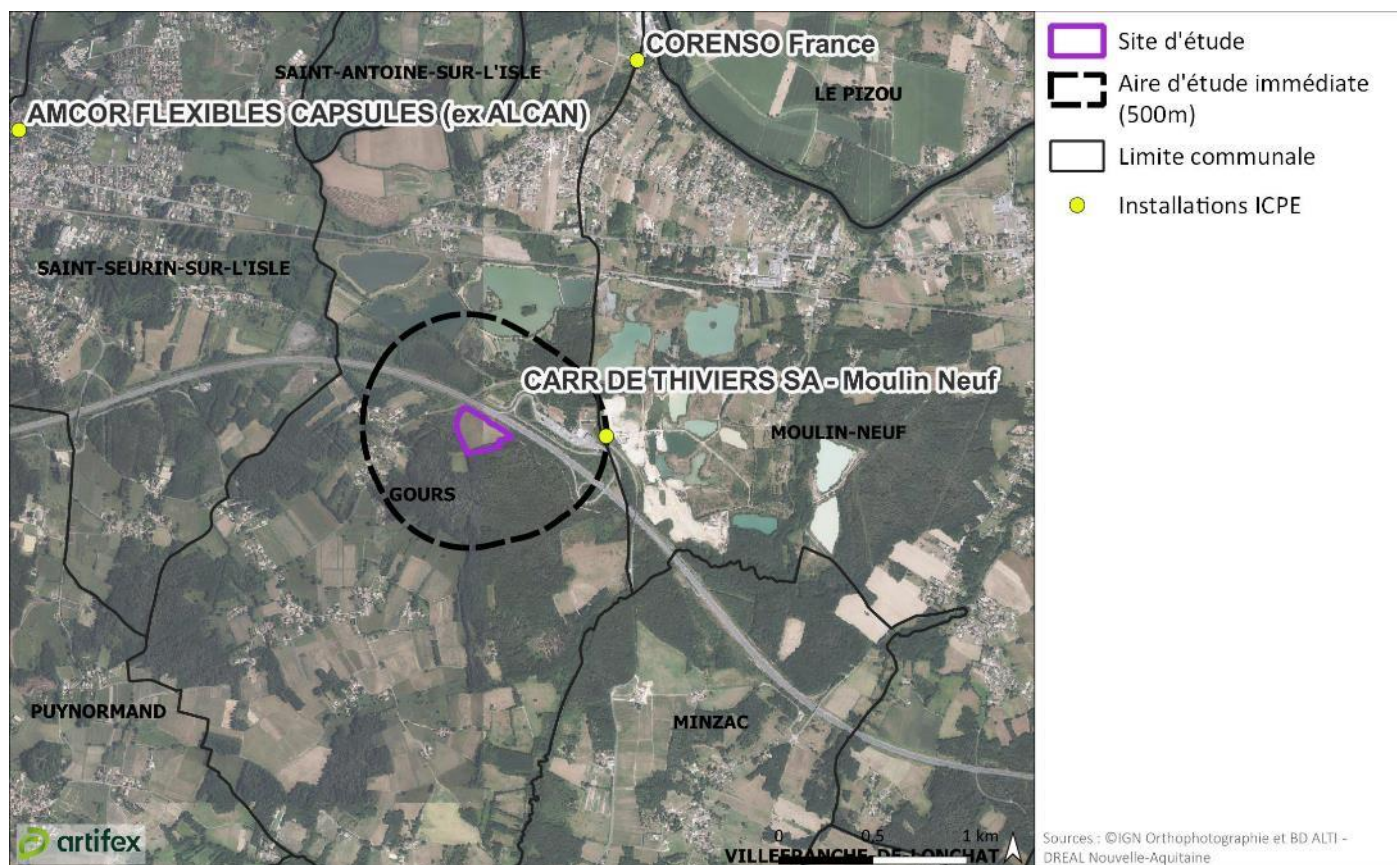 CORENSO France
SAINT-ANTOINE-SUR-L'ISLE
LE PIZOU
AMCOR FLEXIBLES CAPSULES (ex ALCAN)
SAINT-SEURIN-SUR-L'ISLE
CARR DE THIVIERS SA - Moulin Neuf
MOULIN-NEUF
GOURS
PUYNORMAND
MINZAC
0 0,5 1 km
VILLEFRANCHE-DE-LONCHAT
artifex
Site d'étude
Aire d'étude immédiate
(500m)
Limite communale
Installations ICPE
Sources : ©IGN Orthophotographie et BD ALTI -
DREAL Nouvelle-Aquitaine